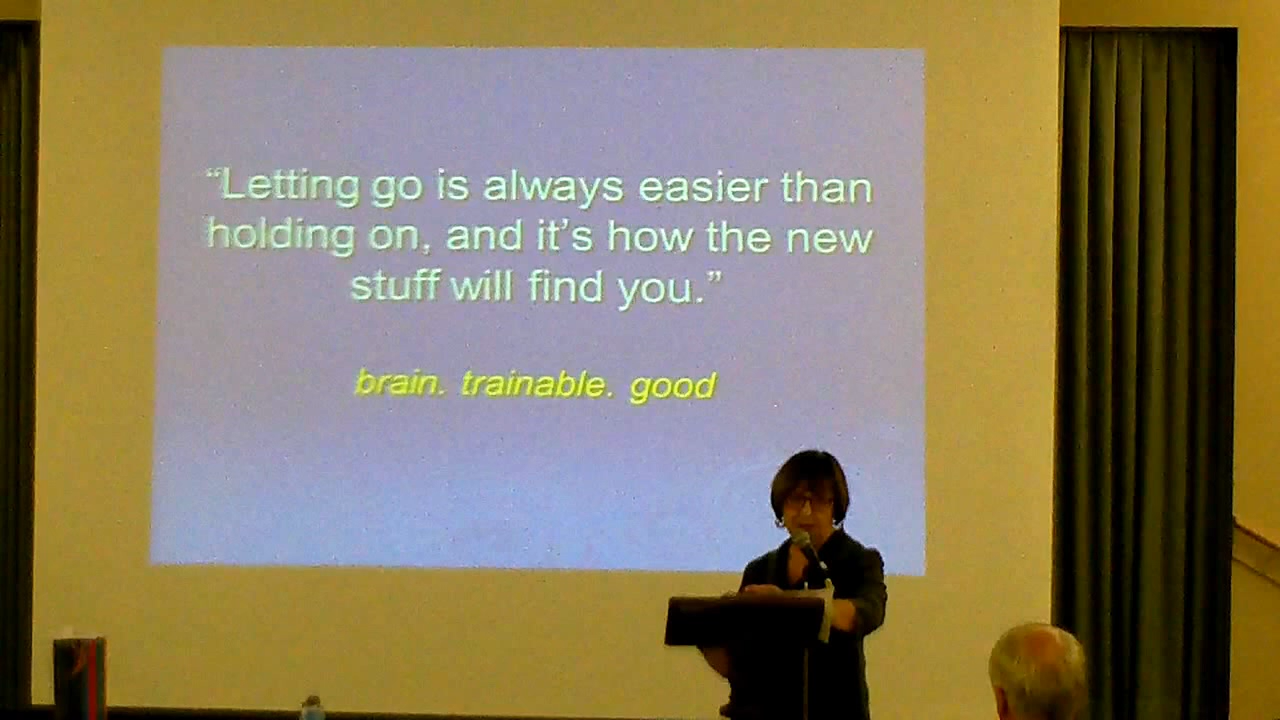 “Letting go is always easier than
holding on, and it’s how the new
stuff will find you.”
brain. trainable. good